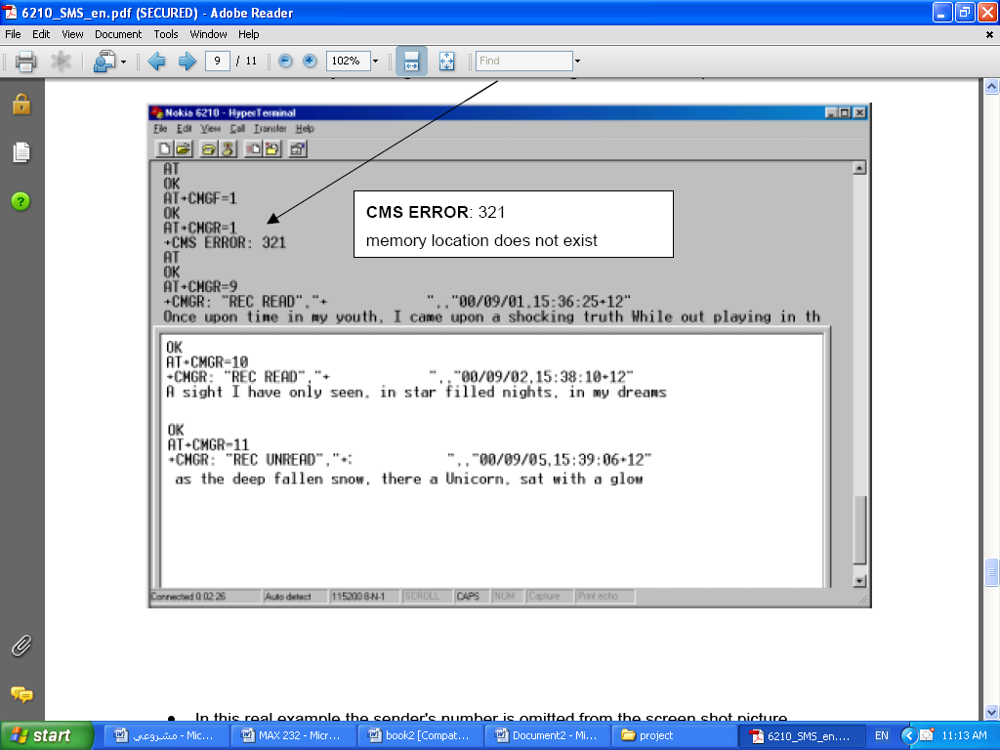 6210_SMS_en.pdf (SECURED) - Adobe Reader
File Edit View Document Tools Window Help
9 / 11 102% Find
Nokia 6210 - HyperTerminal
File Edit View Call Transfer Help
AT
OK
AT+CMGF=1
OK
AT+CMGR=1
+CMS ERROR: 321
AT
OK
AT+CMGR=9
+CMGR: "REC READ","+ ",,"00/09/01,15:36:25+12"
Once upon time in my youth, I came upon a shocking truth While out playing in th
CMS ERROR: 321
memory location does not exist
OK
AT+CMGR=10
+CMGR: "REC READ","+ ",,"00/09/02,15:38:10+12"
A sight I have only seen, in star filled nights, in my dreams
OK
AT+CMGR=11
+CMGR: "REC UNREAD","+: ",,"00/09/05,15:39:06+12"
as the deep fallen snow, there a Unicorn, sat with a glow
Connected 0:02:26 Auto detect 115200 8-N-1 SCROLL CAPS NUM Capture Print echo
In this real example the sender's number is omitted from the screen shot picture
start مشروعي - Mic... MAX 232 - Micr... book2 [Compat... Document2 - Mi... project 6210_SMS_en.... EN 11:13 AM